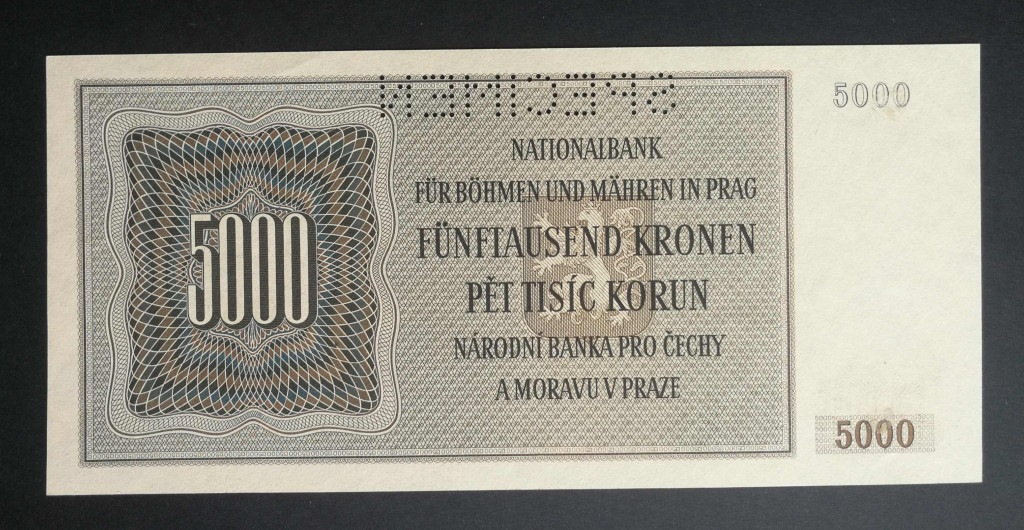 SPECIMEN
5000
NATIONALBANK
FÜR BÖHMEN UND MÄHREN IN PRAG
FÜNFTAUSEND KRONEN
5000
PĚT TISÍC KORUN
NÁRODNÍ BANKA PRO ČECHY
A MORAVU V PRAZE
5000